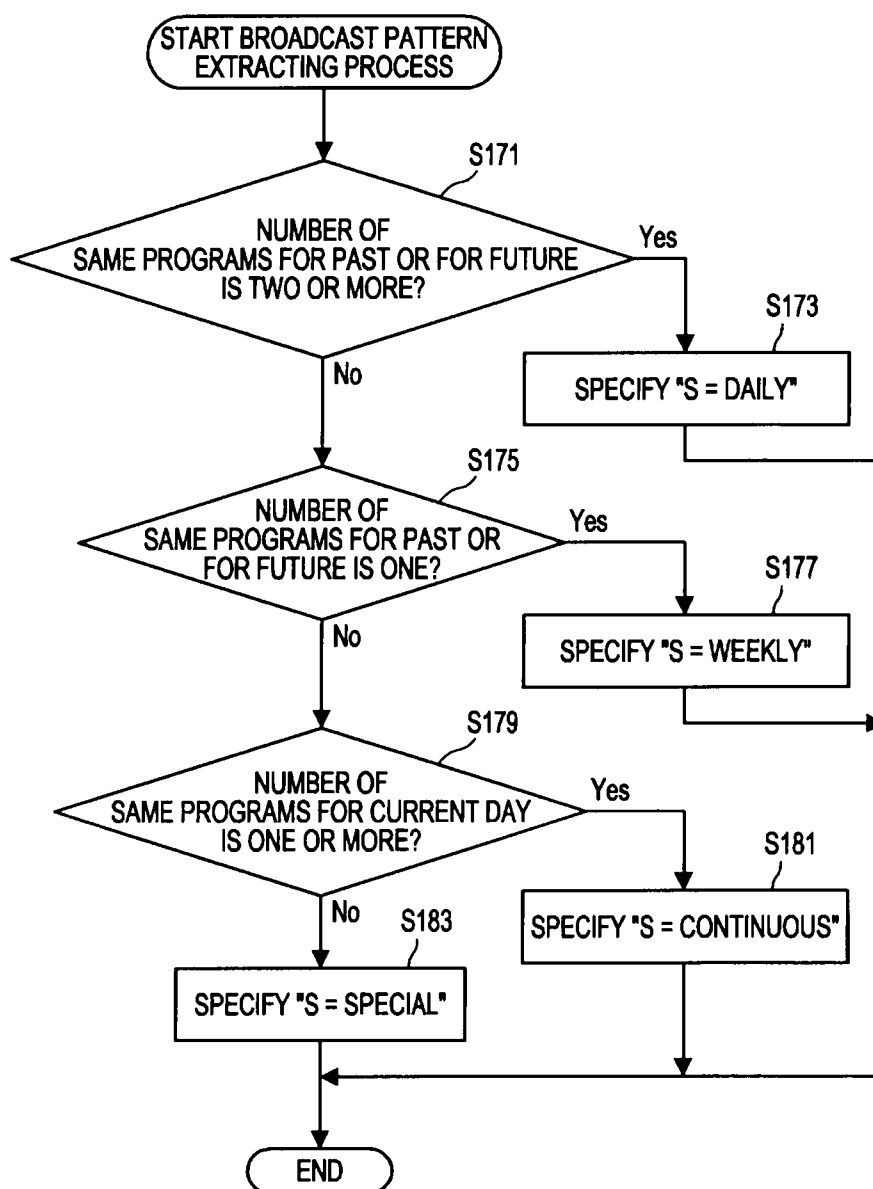 START BROADCAST PATTERN
EXTRACTING PROCESS
S171
NUMBER OF
SAME PROGRAMS FOR PAST OR FOR FUTURE
IS TWO OR MORE?
Yes
No
S173
SPECIFY "S = DAILY"
S175
NUMBER OF
SAME PROGRAMS FOR PAST OR
FOR FUTURE IS ONE?
Yes
No
S177
SPECIFY "S = WEEKLY"
S179
NUMBER OF
SAME PROGRAMS FOR CURRENT DAY
IS ONE OR MORE?
Yes
No
S181
SPECIFY "S = CONTINUOUS"
S183
SPECIFY "S = SPECIAL"
END